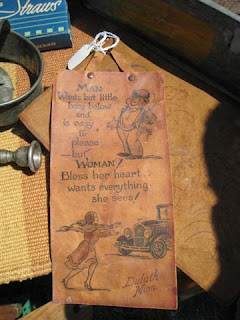 Straws
MAN
Wants but little
here below
and
is easy
to
please
—but
WOMAN!
Bless her heart..
wants everything
she sees!
Duluth
Minn.